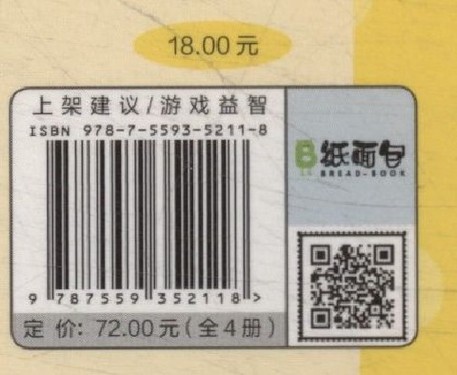 18.00 元
上架建议/游戏益智
ISBN 978-7-5593-5211-8
纸面包
BREAD-BOOK
9 787559 352118 >
定 价: 72.00元(全4册)